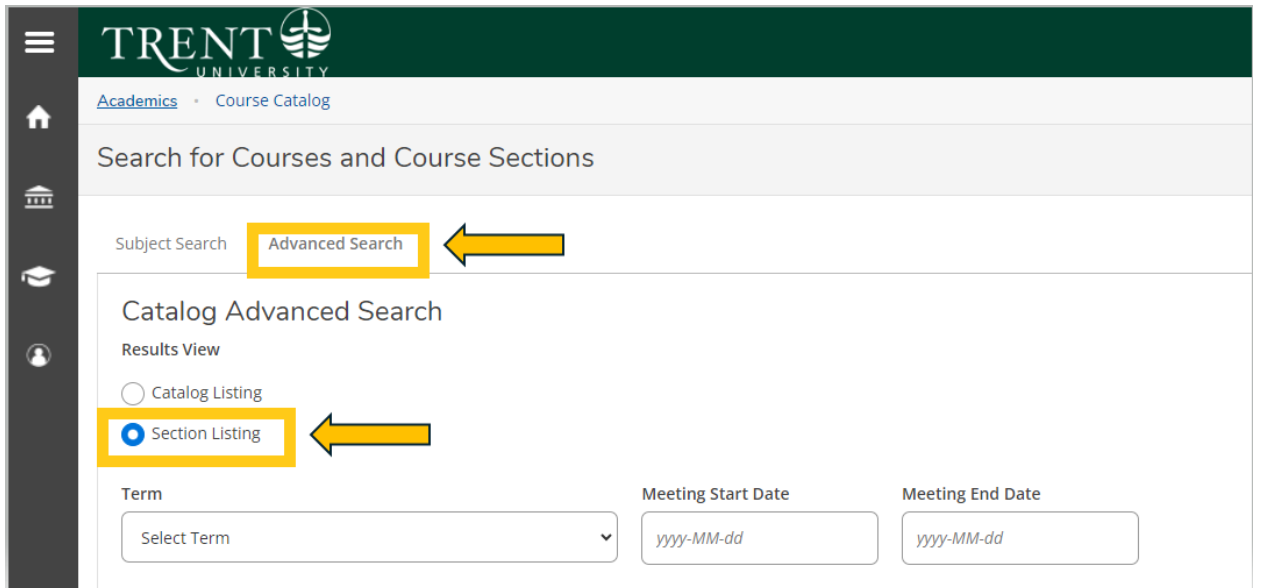 TRENT
UNIVERSITY
Academics • Course Catalog
Search for Courses and Course Sections
Subject Search Advanced Search
Catalog Advanced Search
Results View
Catalog Listing
Section Listing
Term Meeting Start Date Meeting End Date
Select Term yyyy-MM-dd yyyy-MM-dd